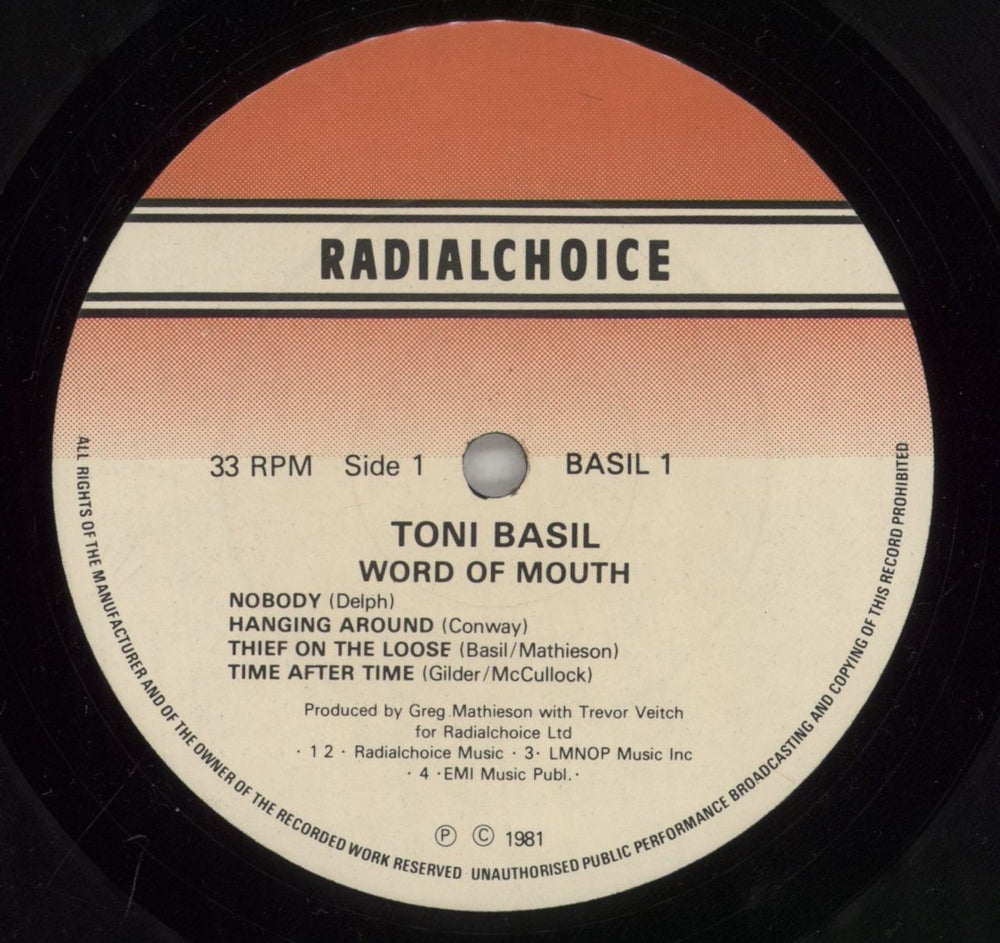 RADIALCHOICE
33 RPM Side 1 BASIL 1
TONI BASIL
WORD OF MOUTH
NOBODY (Delph)
HANGING AROUND (Conway)
THIEF ON THE LOOSE (Basil/Mathieson)
TIME AFTER TIME (Gilder/McCullock)
Produced by Greg Mathieson with Trevor Veitch
for Radialchoice Ltd
· 1 2 · Radialchoice Music · 3 · LMNOP Music Inc
· 4 · EMI Music Publ. ·
Ⓟ © 1981
ALL RIGHTS OF THE MANUFACTURER AND OF THE OWNER OF THE RECORDED WORK RESERVED UNAUTHORISED PUBLIC PERFORMANCE BROADCASTING AND COPYING OF THIS RECORD PROHIBITED